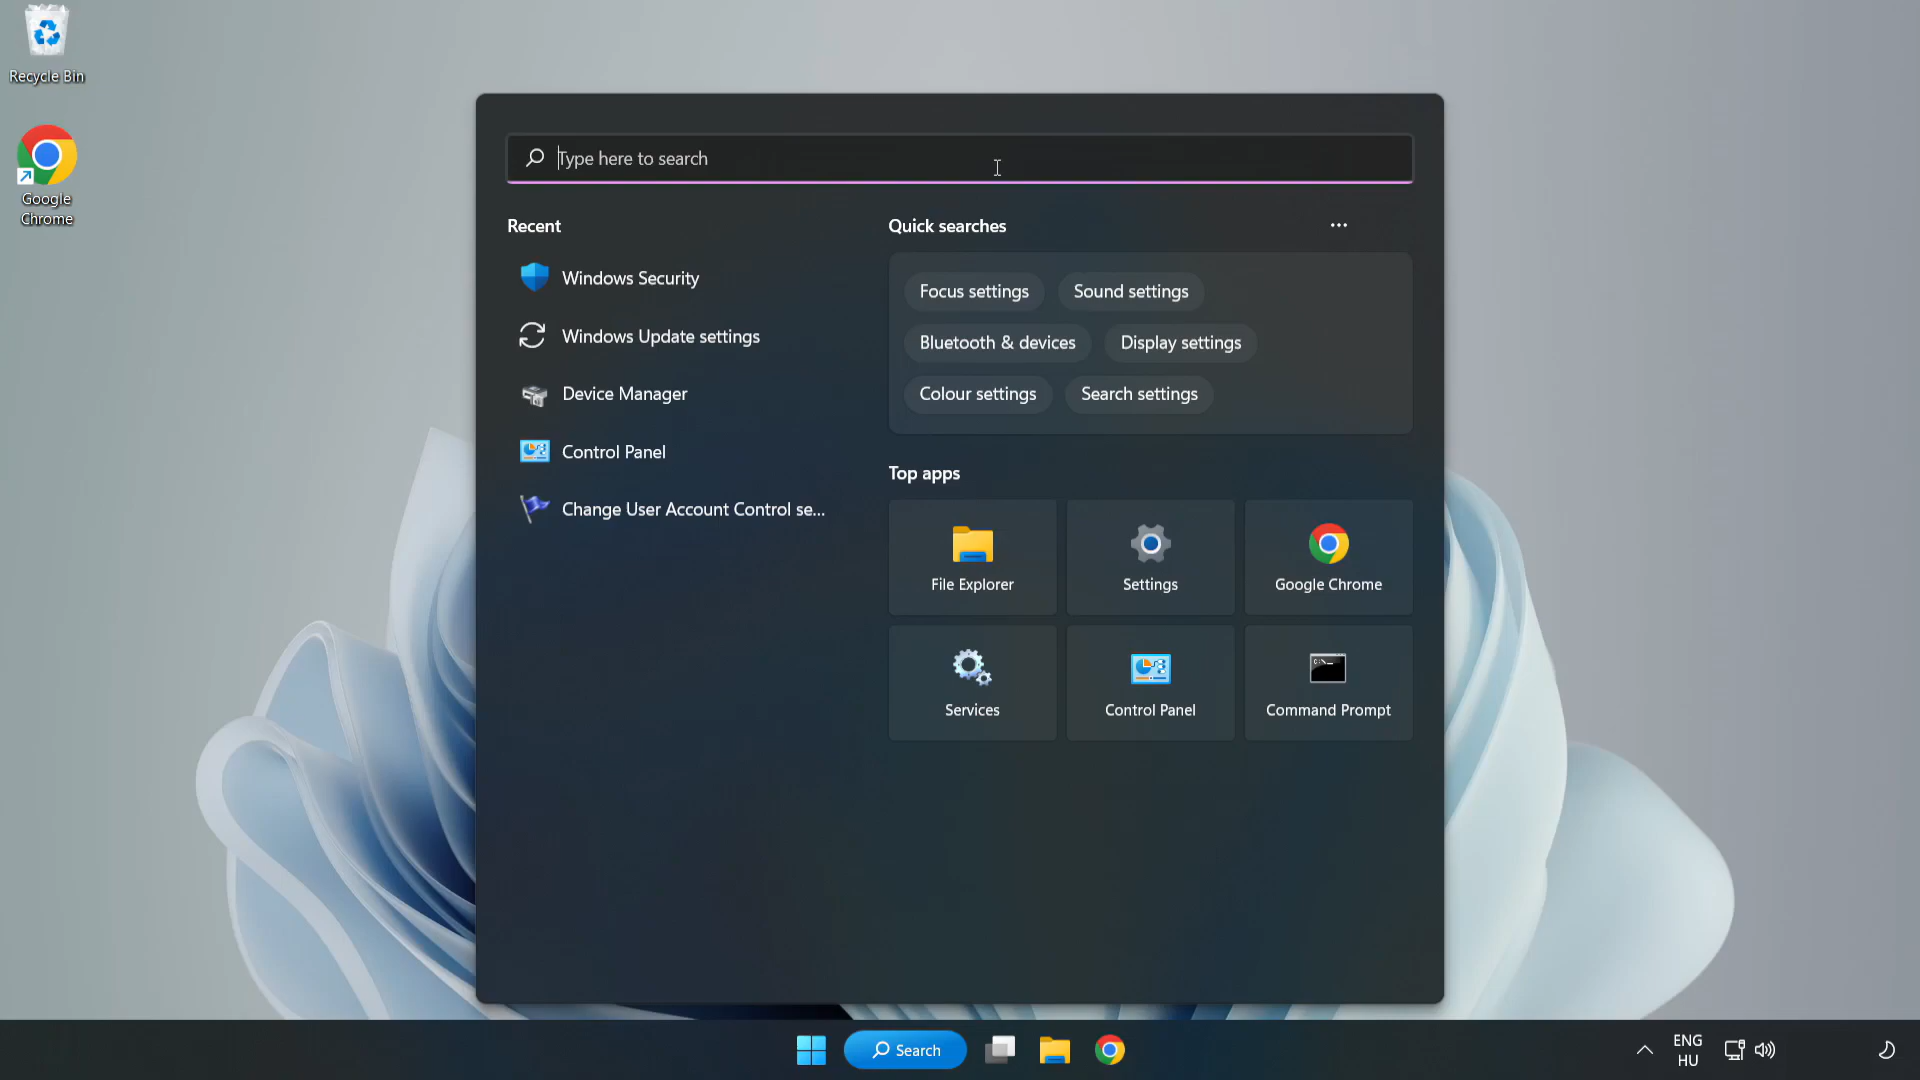 Recycle Bin
Google
Chrome
Type here to search
Recent
Windows Security
Windows Update settings
Device Manager
Control Panel
Change User Account Control se...
Quick searches
Focus settings
Sound settings
Bluetooth & devices
Display settings
Colour settings
Search settings
Top apps
File Explorer
Settings
Google Chrome
Services
Control Panel
Command Prompt
Search
ENG
HU